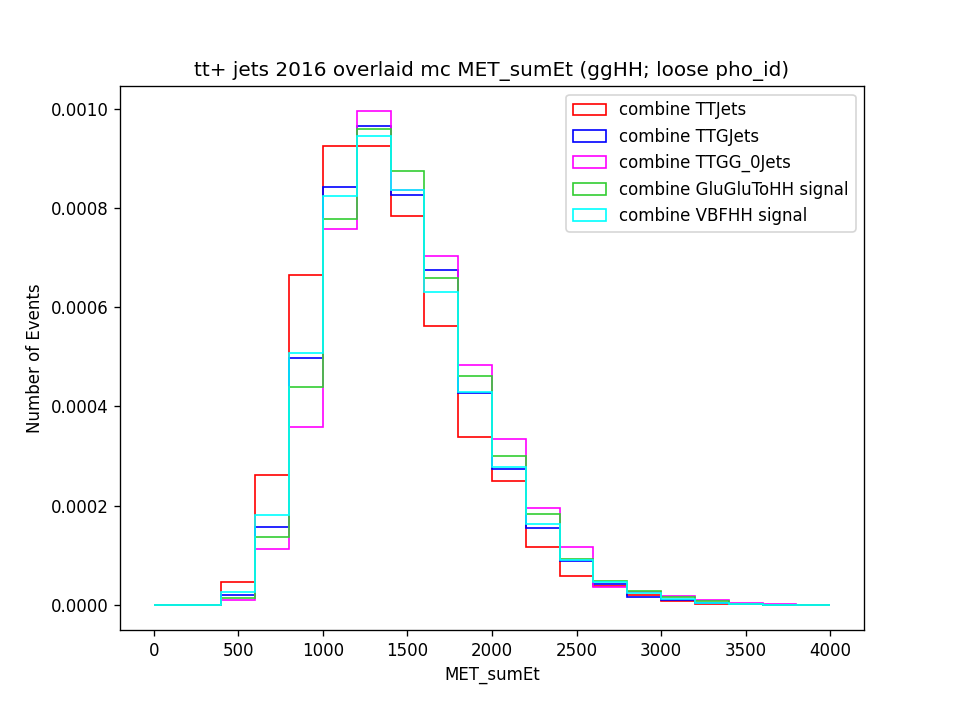 tt+ jets 2016 overlaid mc MET_sumEt (ggHH; loose pho_id)
combine TTJets
combine TTGJets
combine TTGG_0Jets
combine GluGluToHH signal
combine VBFHH signal
Number of Events
0.0010
0.0008
0.0006
0.0004
0.0002
0.0000
0 500 1000 1500 2000 2500 3000 3500 4000
MET_sumEt